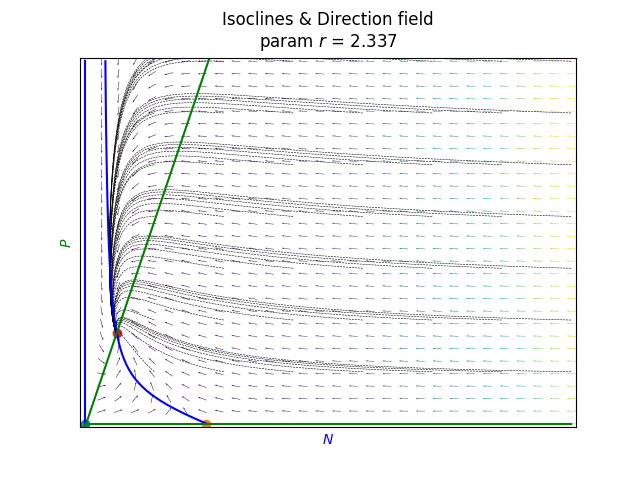 Isoclines & Direction field
param r = 2.337
P
N